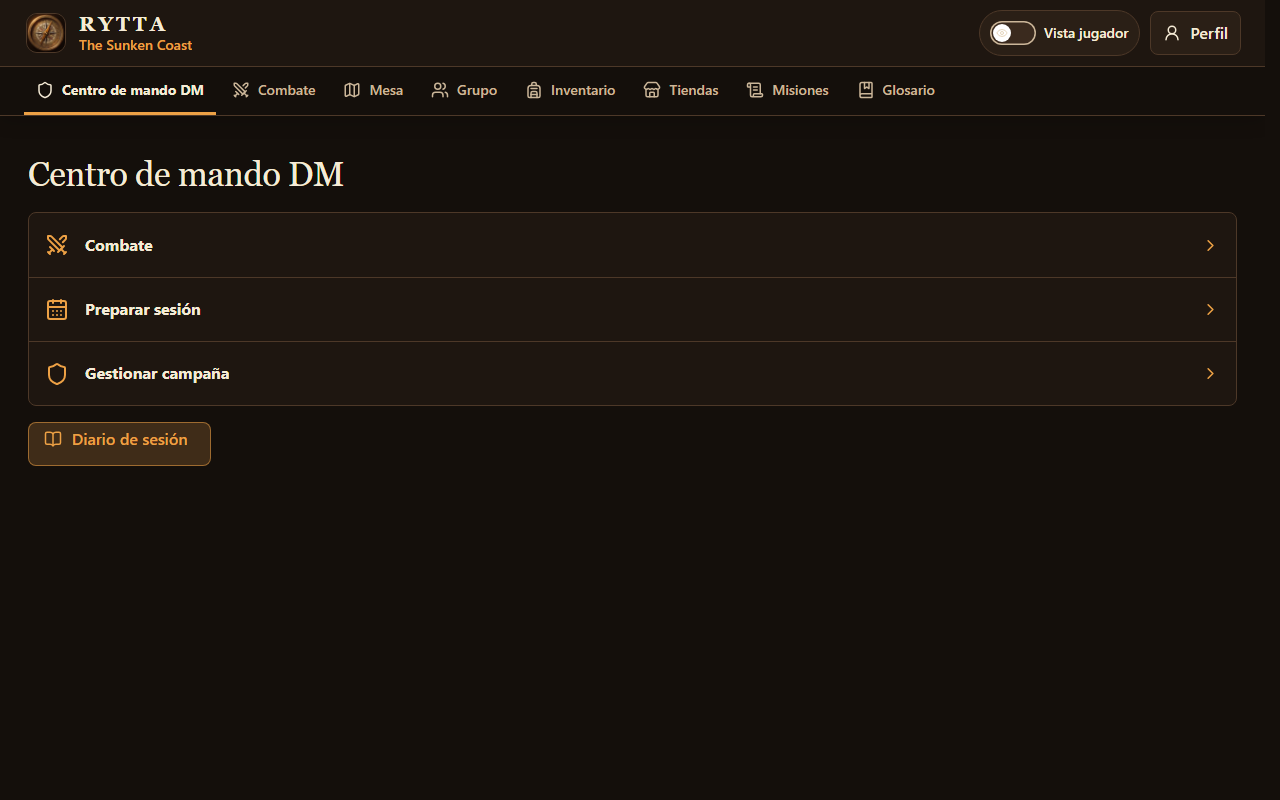 RYTTA
The Sunken Coast
Vista jugador
Perfil
Centro de mando DM
Combate
Mesa
Grupo
Inventario
Tiendas
Misiones
Glosario
Centro de mando DM
Combate
Preparar sesión
Gestionar campaña
Diario de sesión